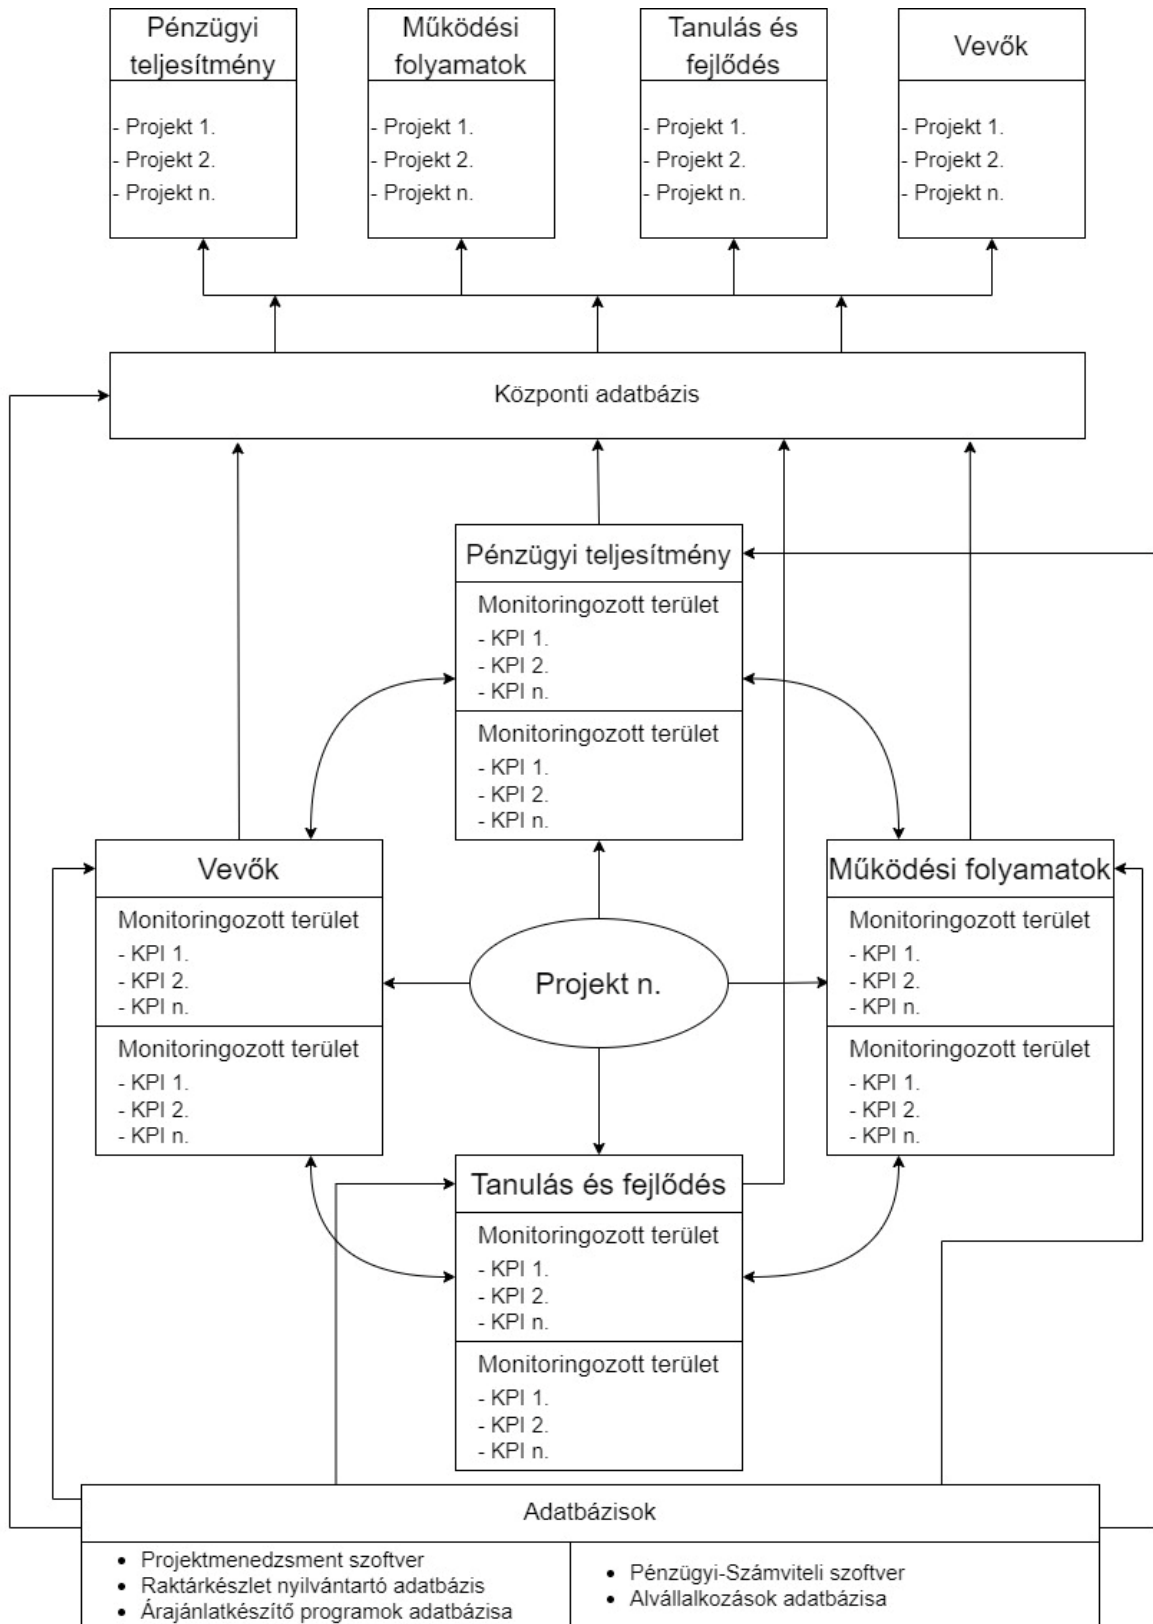 Pénzügyi
teljesítmény
- Projekt 1.
- Projekt 2.
- Projekt n.
Működési
folyamatok
- Projekt 1.
- Projekt 2.
- Projekt n.
Tanulás és
fejlődés
- Projekt 1.
- Projekt 2.
- Projekt n.
Vevők
- Projekt 1.
- Projekt 2.
- Projekt n.
Központi adatbázis
Pénzügyi teljesítmény
Monitoringozott terület
- KPI 1.
- KPI 2.
- KPI n.
Monitoringozott terület
- KPI 1.
- KPI 2.
- KPI n.
Vevők
Monitoringozott terület
- KPI 1.
- KPI 2.
- KPI n.
Monitoringozott terület
- KPI 1.
- KPI 2.
- KPI n.
Projekt n.
Működési folyamatok
Monitoringozott terület
- KPI 1.
- KPI 2.
- KPI n.
Monitoringozott terület
- KPI 1.
- KPI 2.
- KPI n.
Tanulás és fejlődés
Monitoringozott terület
- KPI 1.
- KPI 2.
- KPI n.
Monitoringozott terület
- KPI 1.
- KPI 2.
- KPI n.
Adatbázisok
• Projektmenedzsment szoftver
• Raktárkészlet nyilvántartó adatbázis
• Árajánlatkészítő programok adatbázisa
• Pénzügyi-Számviteli szoftver
• Alvállalkozások adatbázisa